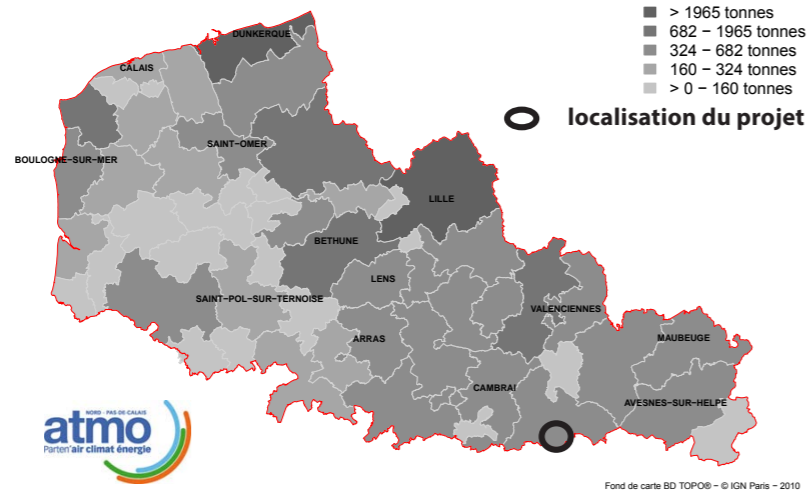 > 1965 tonnes
682 − 1965 tonnes
324 − 682 tonnes
160 − 324 tonnes
> 0 − 160 tonnes
localisation du projet
DUNKERQUE
CALAIS
BOULOGNE−SUR−MER
SAINT−OMER
LILLE
BETHUNE
LENS
SAINT−POL−SUR−TERNOISE
VALENCIENNES
ARRAS
MAUBEUGE
CAMBRAI
AVESNES−SUR−HELPE
NORD - PAS DE CALAIS
atmo
Parten'air climat énergie
Fond de carte BD TOPO® − © IGN Paris − 2010